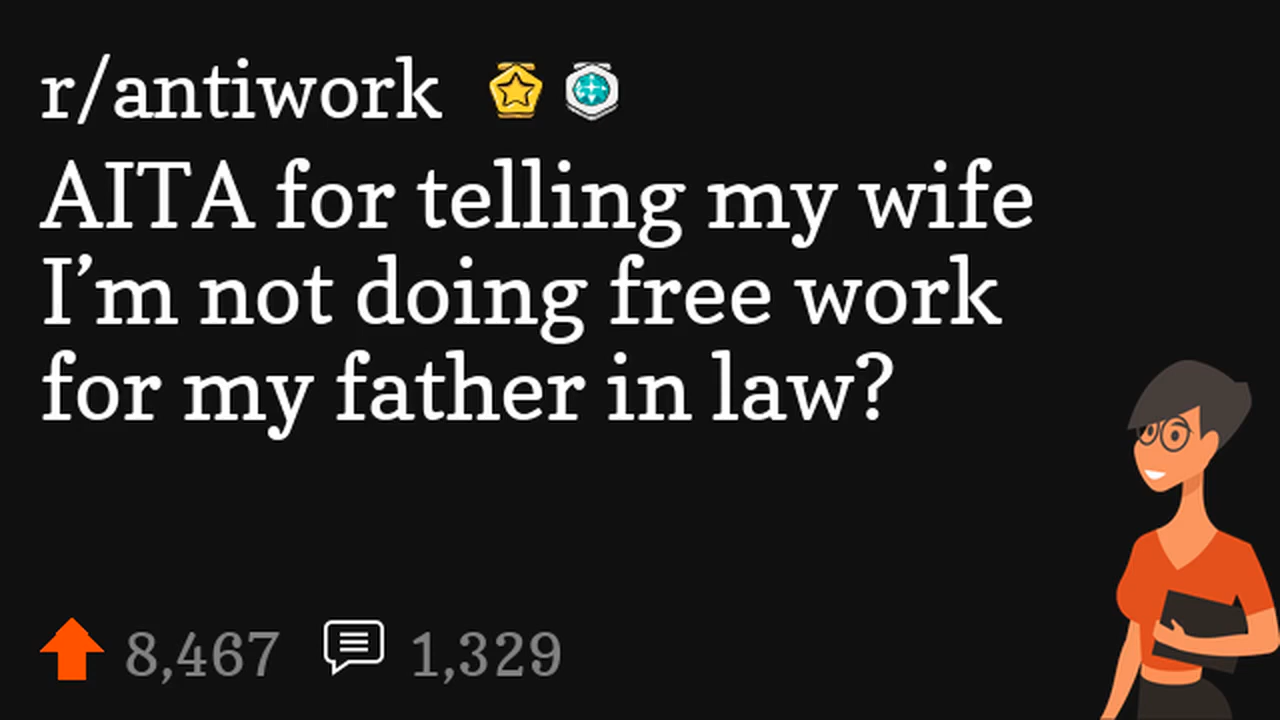 r/antiwork
AITA for telling my wife
I’m not doing free work
for my father in law?
8,467 1,329